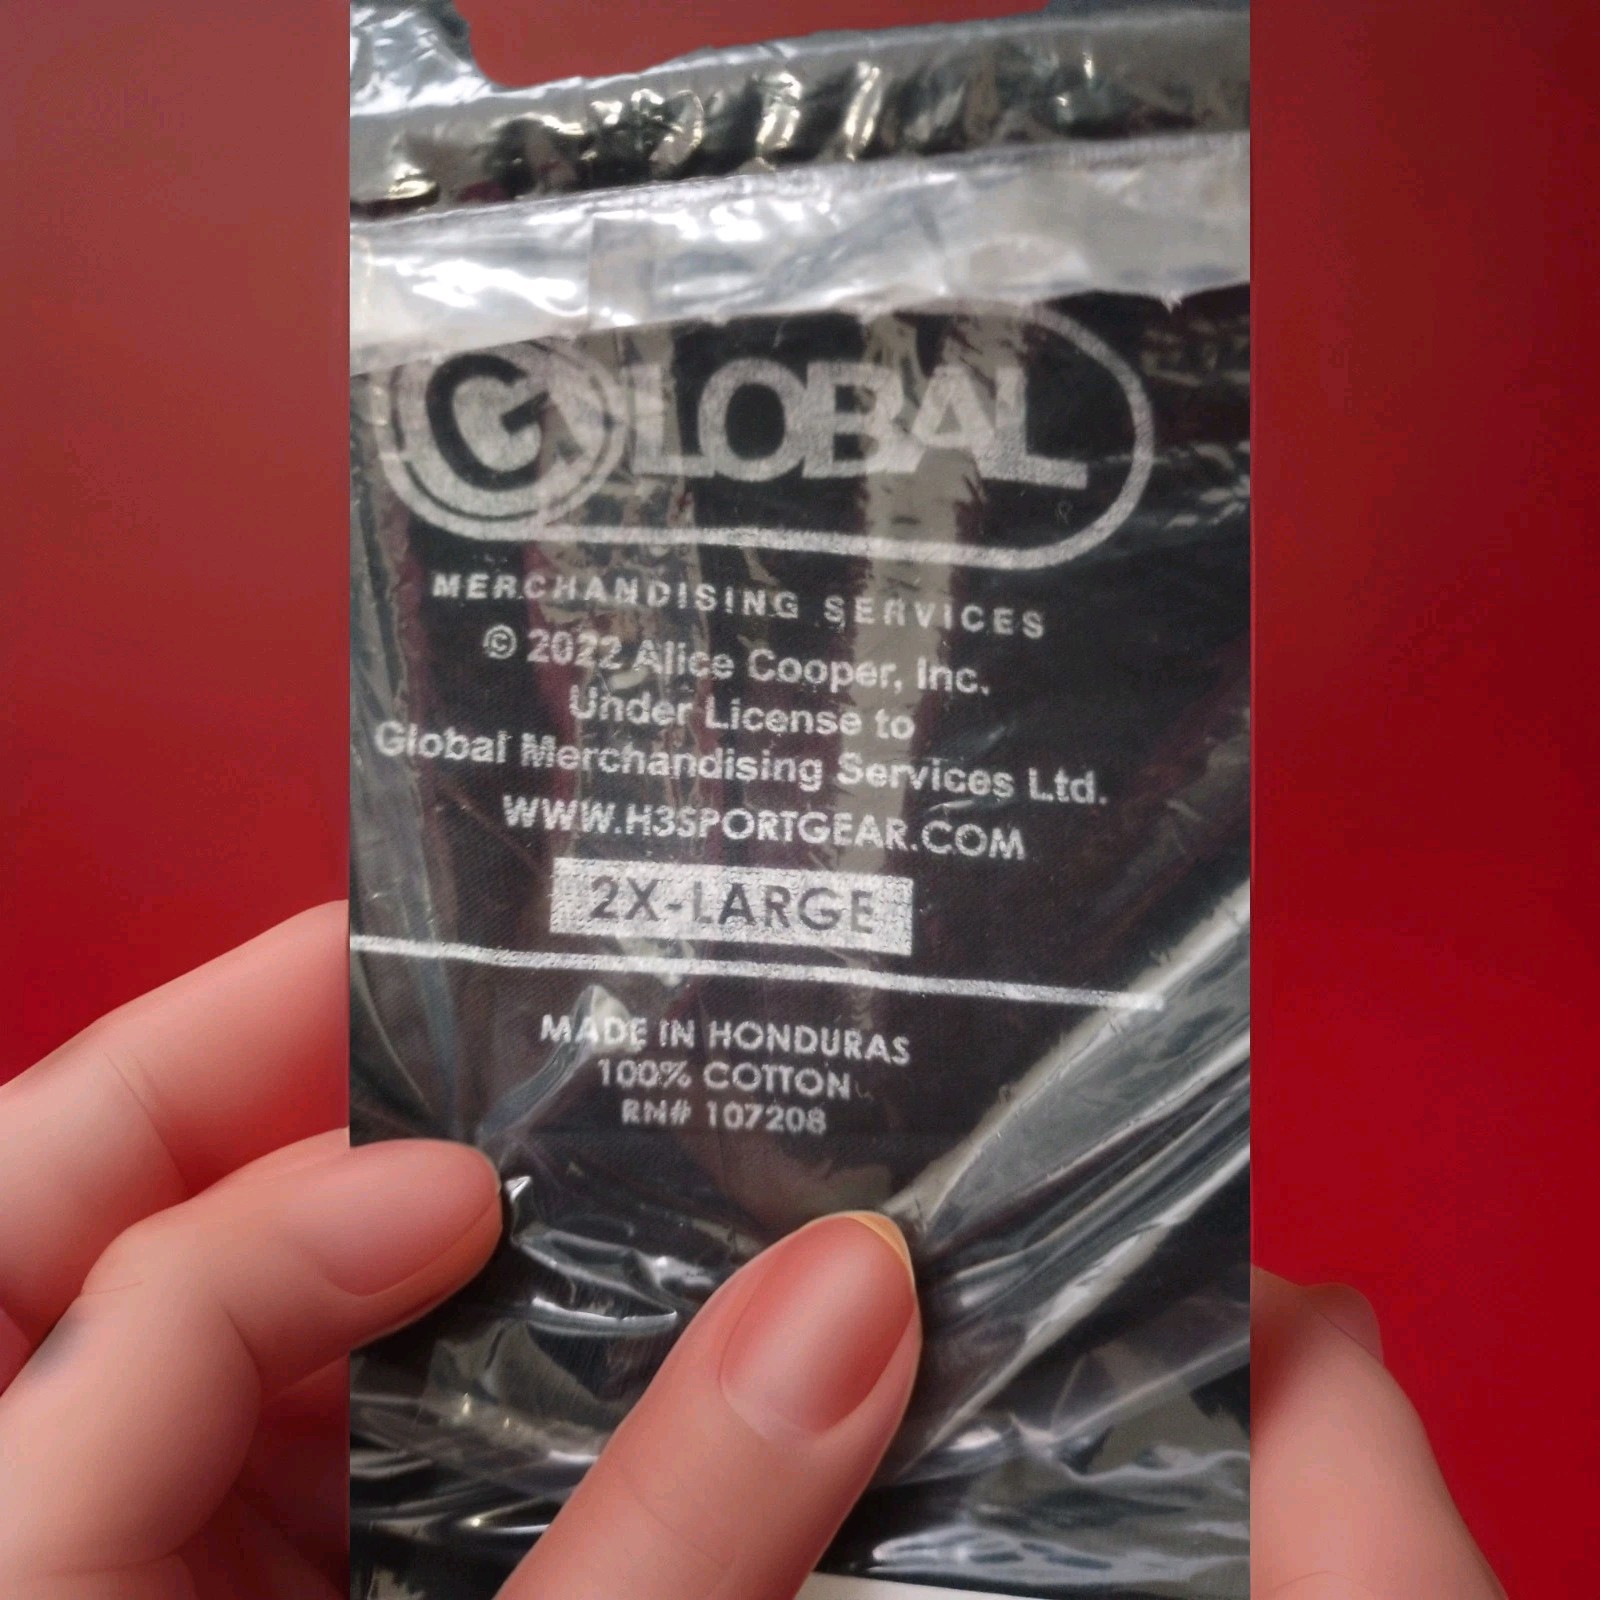 GLOBAL
®
MERCHANDISING SERVICES
© 2022 Alice Cooper, Inc.
Under License to
Global Merchandising Services Ltd.
WWW.H3SPORTGEAR.COM
2X-LARGE
MADE IN HONDURAS
100% COTTON
RN# 107208